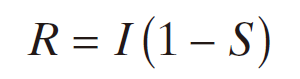 R = I(1 – S)